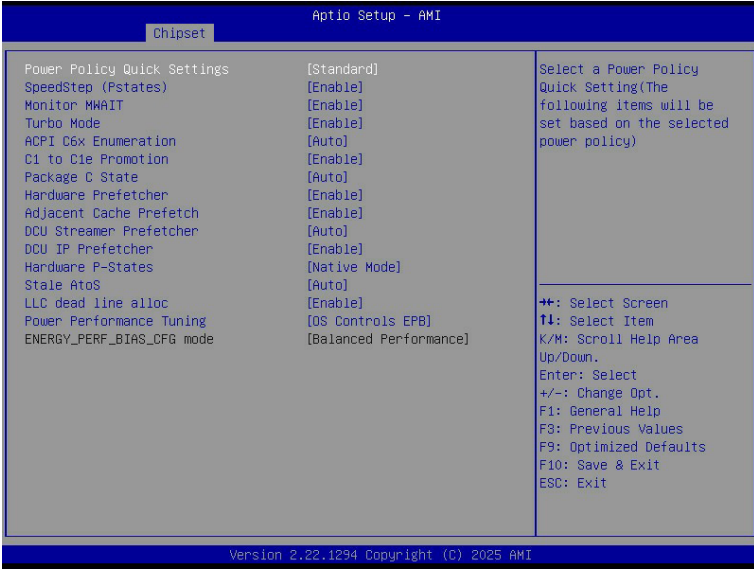 Aptio Setup – AMI
Chipset
Power Policy Quick Settings [Standard]
SpeedStep (Pstates) [Enable]
Monitor MWAIT [Enable]
Turbo Mode [Enable]
ACPI C6x Enumeration [Auto]
C1 to C1e Promotion [Enable]
Package C State [Auto]
Hardware Prefetcher [Enable]
Adjacent Cache Prefetch [Enable]
DCU Streamer Prefetcher [Auto]
DCU IP Prefetcher [Enable]
Hardware P-States [Native Mode]
Stale AtoS [Auto]
LLC dead line alloc [Enable]
Power Performance Tuning [OS Controls EPB]
ENERGY_PERF_BIAS_CFG mode [Balanced Performance]
Select a Power Policy
Quick Setting(The
following items will be
set based on the selected
power policy)
→←: Select Screen
↑↓: Select Item
K/M: Scroll Help Area
Up/Down.
Enter: Select
+/-: Change Opt.
F1: General Help
F3: Previous Values
F9: Optimized Defaults
F10: Save & Exit
ESC: Exit
Version 2.22.1294 Copyright (C) 2025 AMI